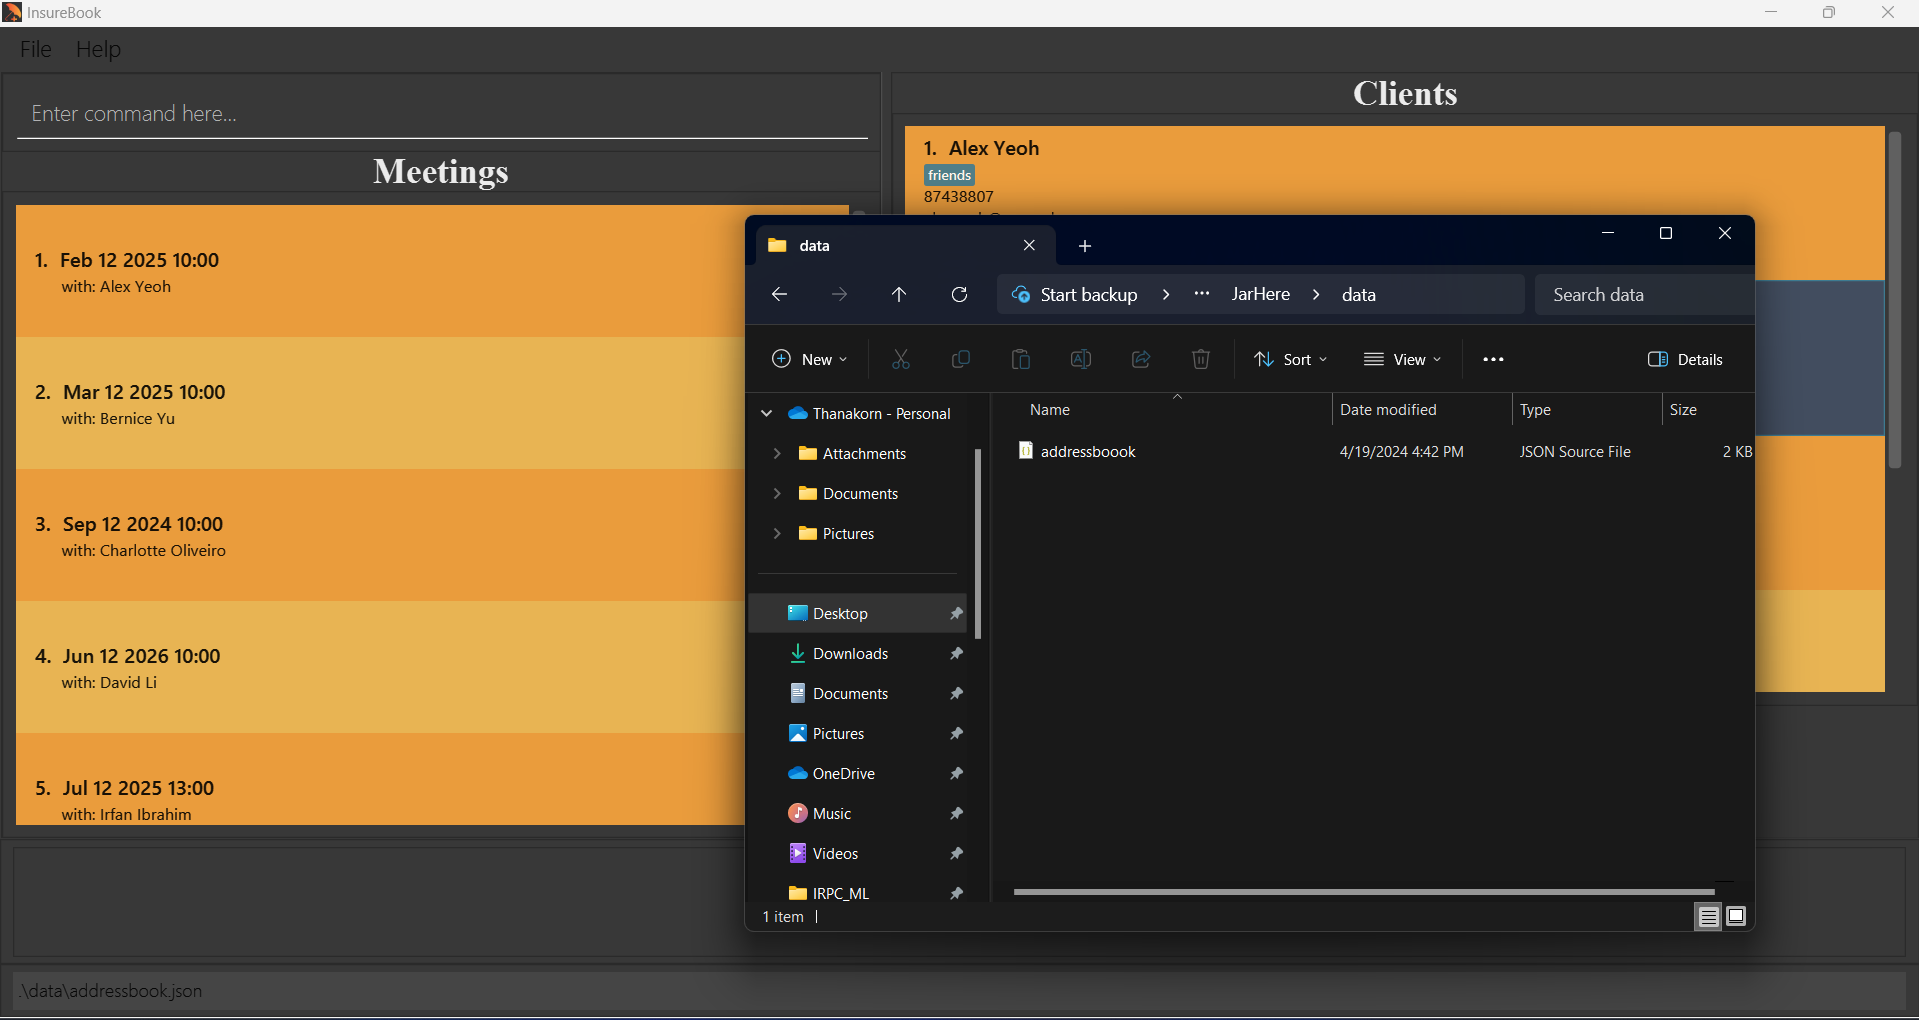 InsureBook
File Help
Enter command here...
Meetings
1. Feb 12 2025 10:00
with: Alex Yeoh
2. Mar 12 2025 10:00
with: Bernice Yu
3. Sep 12 2024 10:00
with: Charlotte Oliveiro
4. Jun 12 2026 10:00
with: David Li
5. Jul 12 2025 13:00
with: Irfan Ibrahim
Clients
1. Alex Yeoh
friends
87438807
data
Start backup > ... JarHere > data
Search data
New
Sort
View
Details
Thanakorn - Personal
Attachments
Documents
Pictures
Desktop
Downloads
Documents
Pictures
OneDrive
Music
Videos
IRPC_ML
Name Date modified Type Size
addressboook 4/19/2024 4:42 PM JSON Source File 2 KB
1 item
.\data\addressbook.json